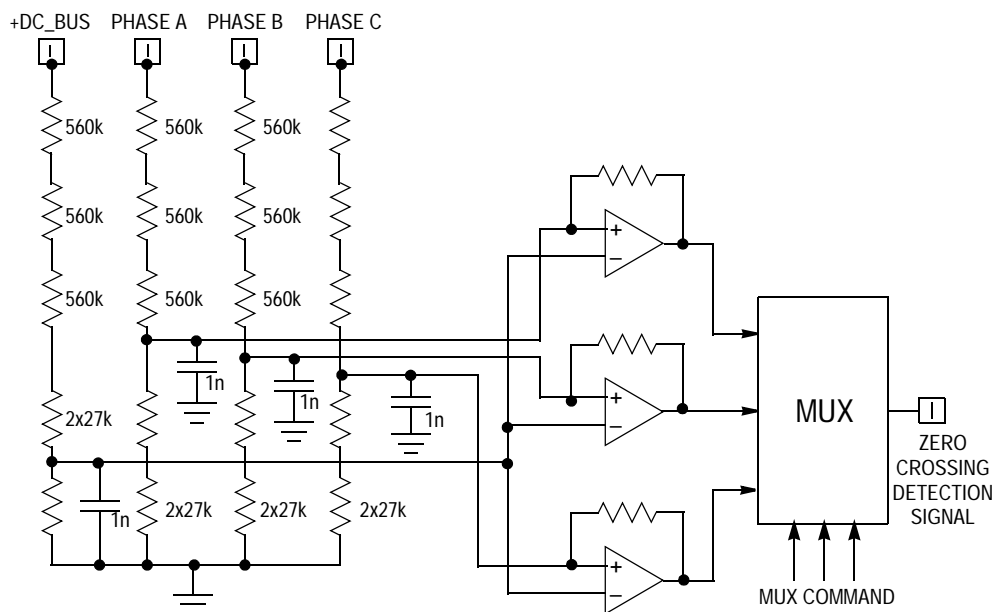 +DC_BUS PHASE A PHASE B PHASE C
560k 560k 560k
560k 560k 560k
560k 560k 560k
1n
1n
1n
2x27k
1n
2x27k 2x27k 2x27k
+
−
+
−
+
−
MUX
ZERO
CROSSING
DETECTION
SIGNAL
MUX COMMAND